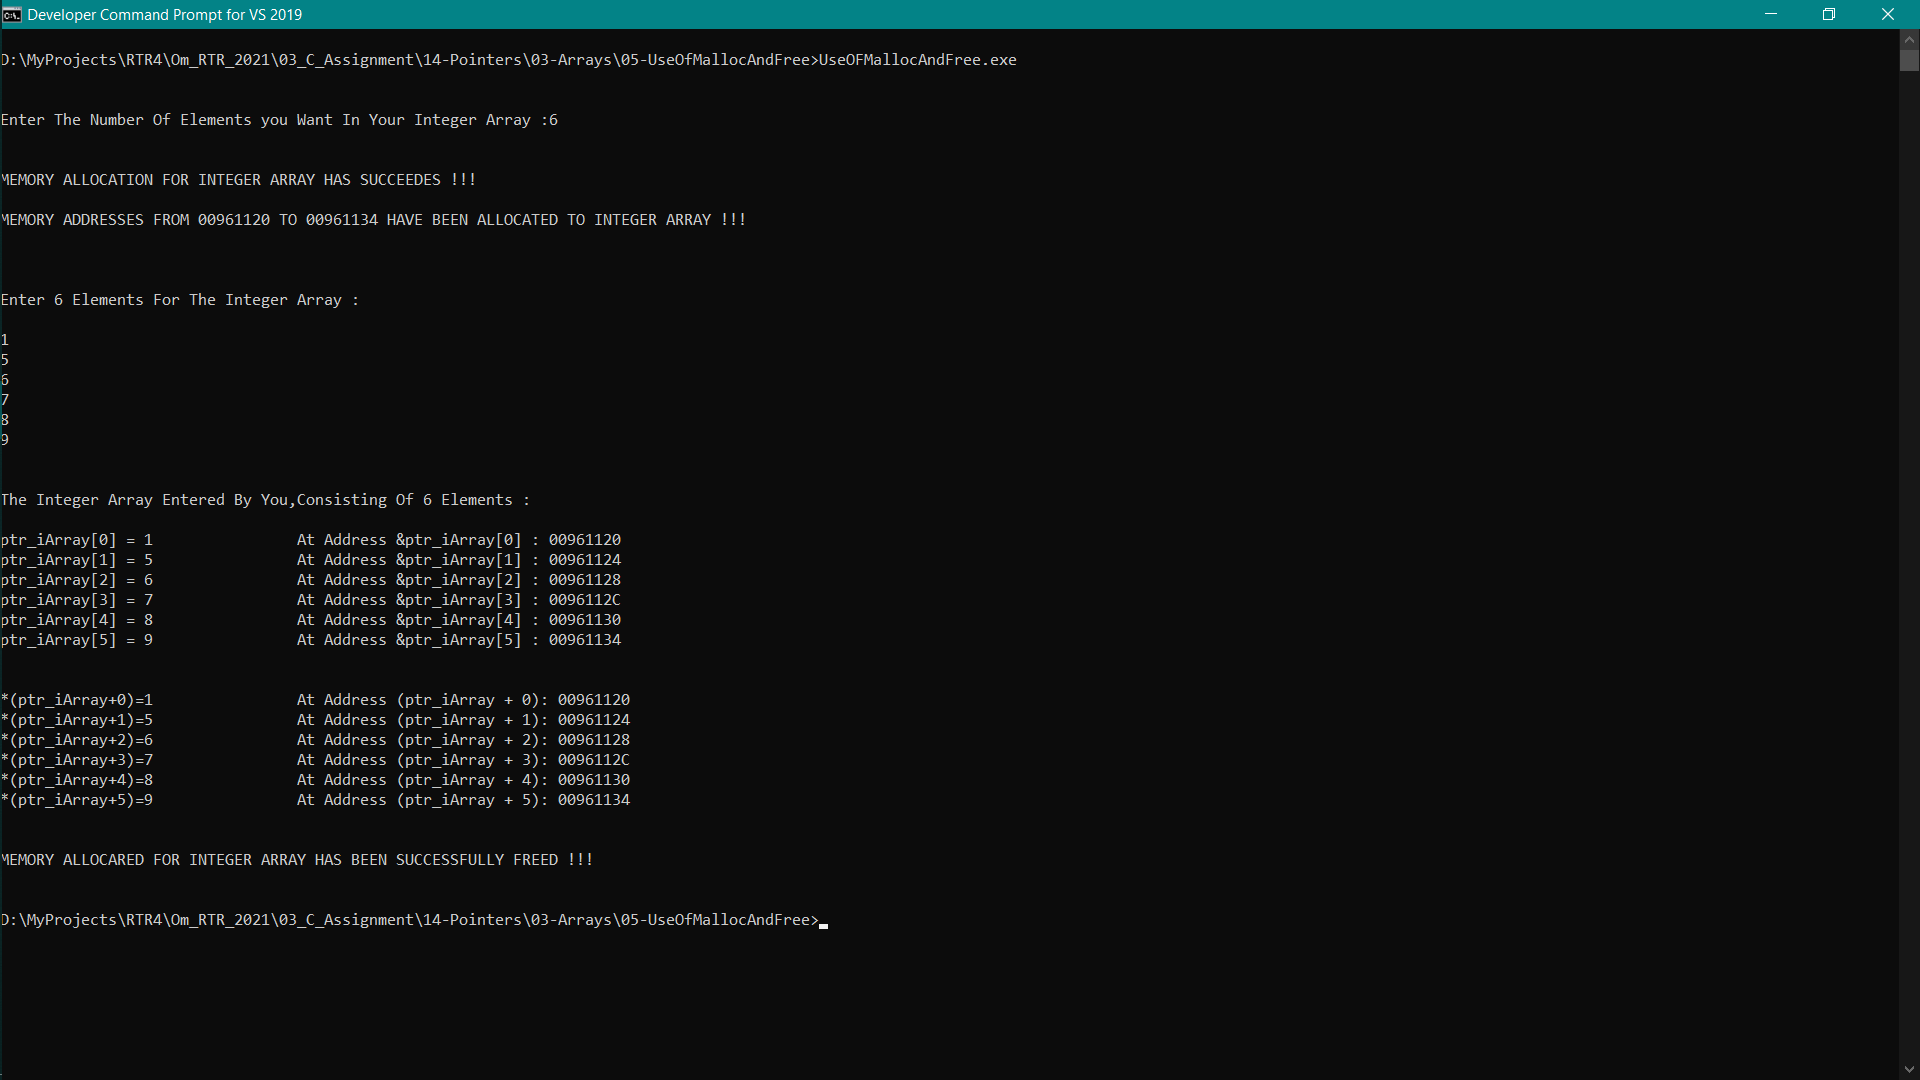 Developer Command Prompt for VS 2019
D:\MyProjects\RTR4\Om_RTR_2021\03_C_Assignment\14-Pointers\03-Arrays\05-UseOfMallocAndFree>UseOFMallocAndFree.exe
Enter The Number Of Elements you Want In Your Integer Array :6
MEMORY ALLOCATION FOR INTEGER ARRAY HAS SUCCEEDES !!!
MEMORY ADDRESSES FROM 00961120 TO 00961134 HAVE BEEN ALLOCATED TO INTEGER ARRAY !!!
Enter 6 Elements For The Integer Array :
1
5
6
7
8
9
The Integer Array Entered By You,Consisting Of 6 Elements :
ptr_iArray[0] = 1                At Address &ptr_iArray[0] : 00961120
ptr_iArray[1] = 5                At Address &ptr_iArray[1] : 00961124
ptr_iArray[2] = 6                At Address &ptr_iArray[2] : 00961128
ptr_iArray[3] = 7                At Address &ptr_iArray[3] : 0096112C
ptr_iArray[4] = 8                At Address &ptr_iArray[4] : 00961130
ptr_iArray[5] = 9                At Address &ptr_iArray[5] : 00961134
*(ptr_iArray+0)=1                At Address (ptr_iArray + 0): 00961120
*(ptr_iArray+1)=5                At Address (ptr_iArray + 1): 00961124
*(ptr_iArray+2)=6                At Address (ptr_iArray + 2): 00961128
*(ptr_iArray+3)=7                At Address (ptr_iArray + 3): 0096112C
*(ptr_iArray+4)=8                At Address (ptr_iArray + 4): 00961130
*(ptr_iArray+5)=9                At Address (ptr_iArray + 5): 00961134
MEMORY ALLOCARED FOR INTEGER ARRAY HAS BEEN SUCCESSFULLY FREED !!!
D:\MyProjects\RTR4\Om_RTR_2021\03_C_Assignment\14-Pointers\03-Arrays\05-UseOfMallocAndFree>